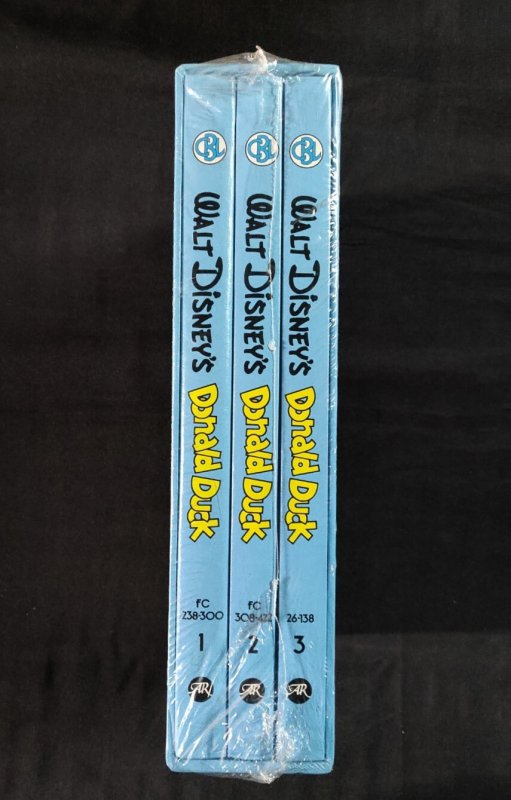 CBL
WALT DISNEY'S
Donald Duck
FC
238-300
1
AR
CBL
WALT DISNEY'S
Donald Duck
FC
308-422
2
AR
CBL
WALT DISNEY'S
Donald Duck
26-138
3
AR